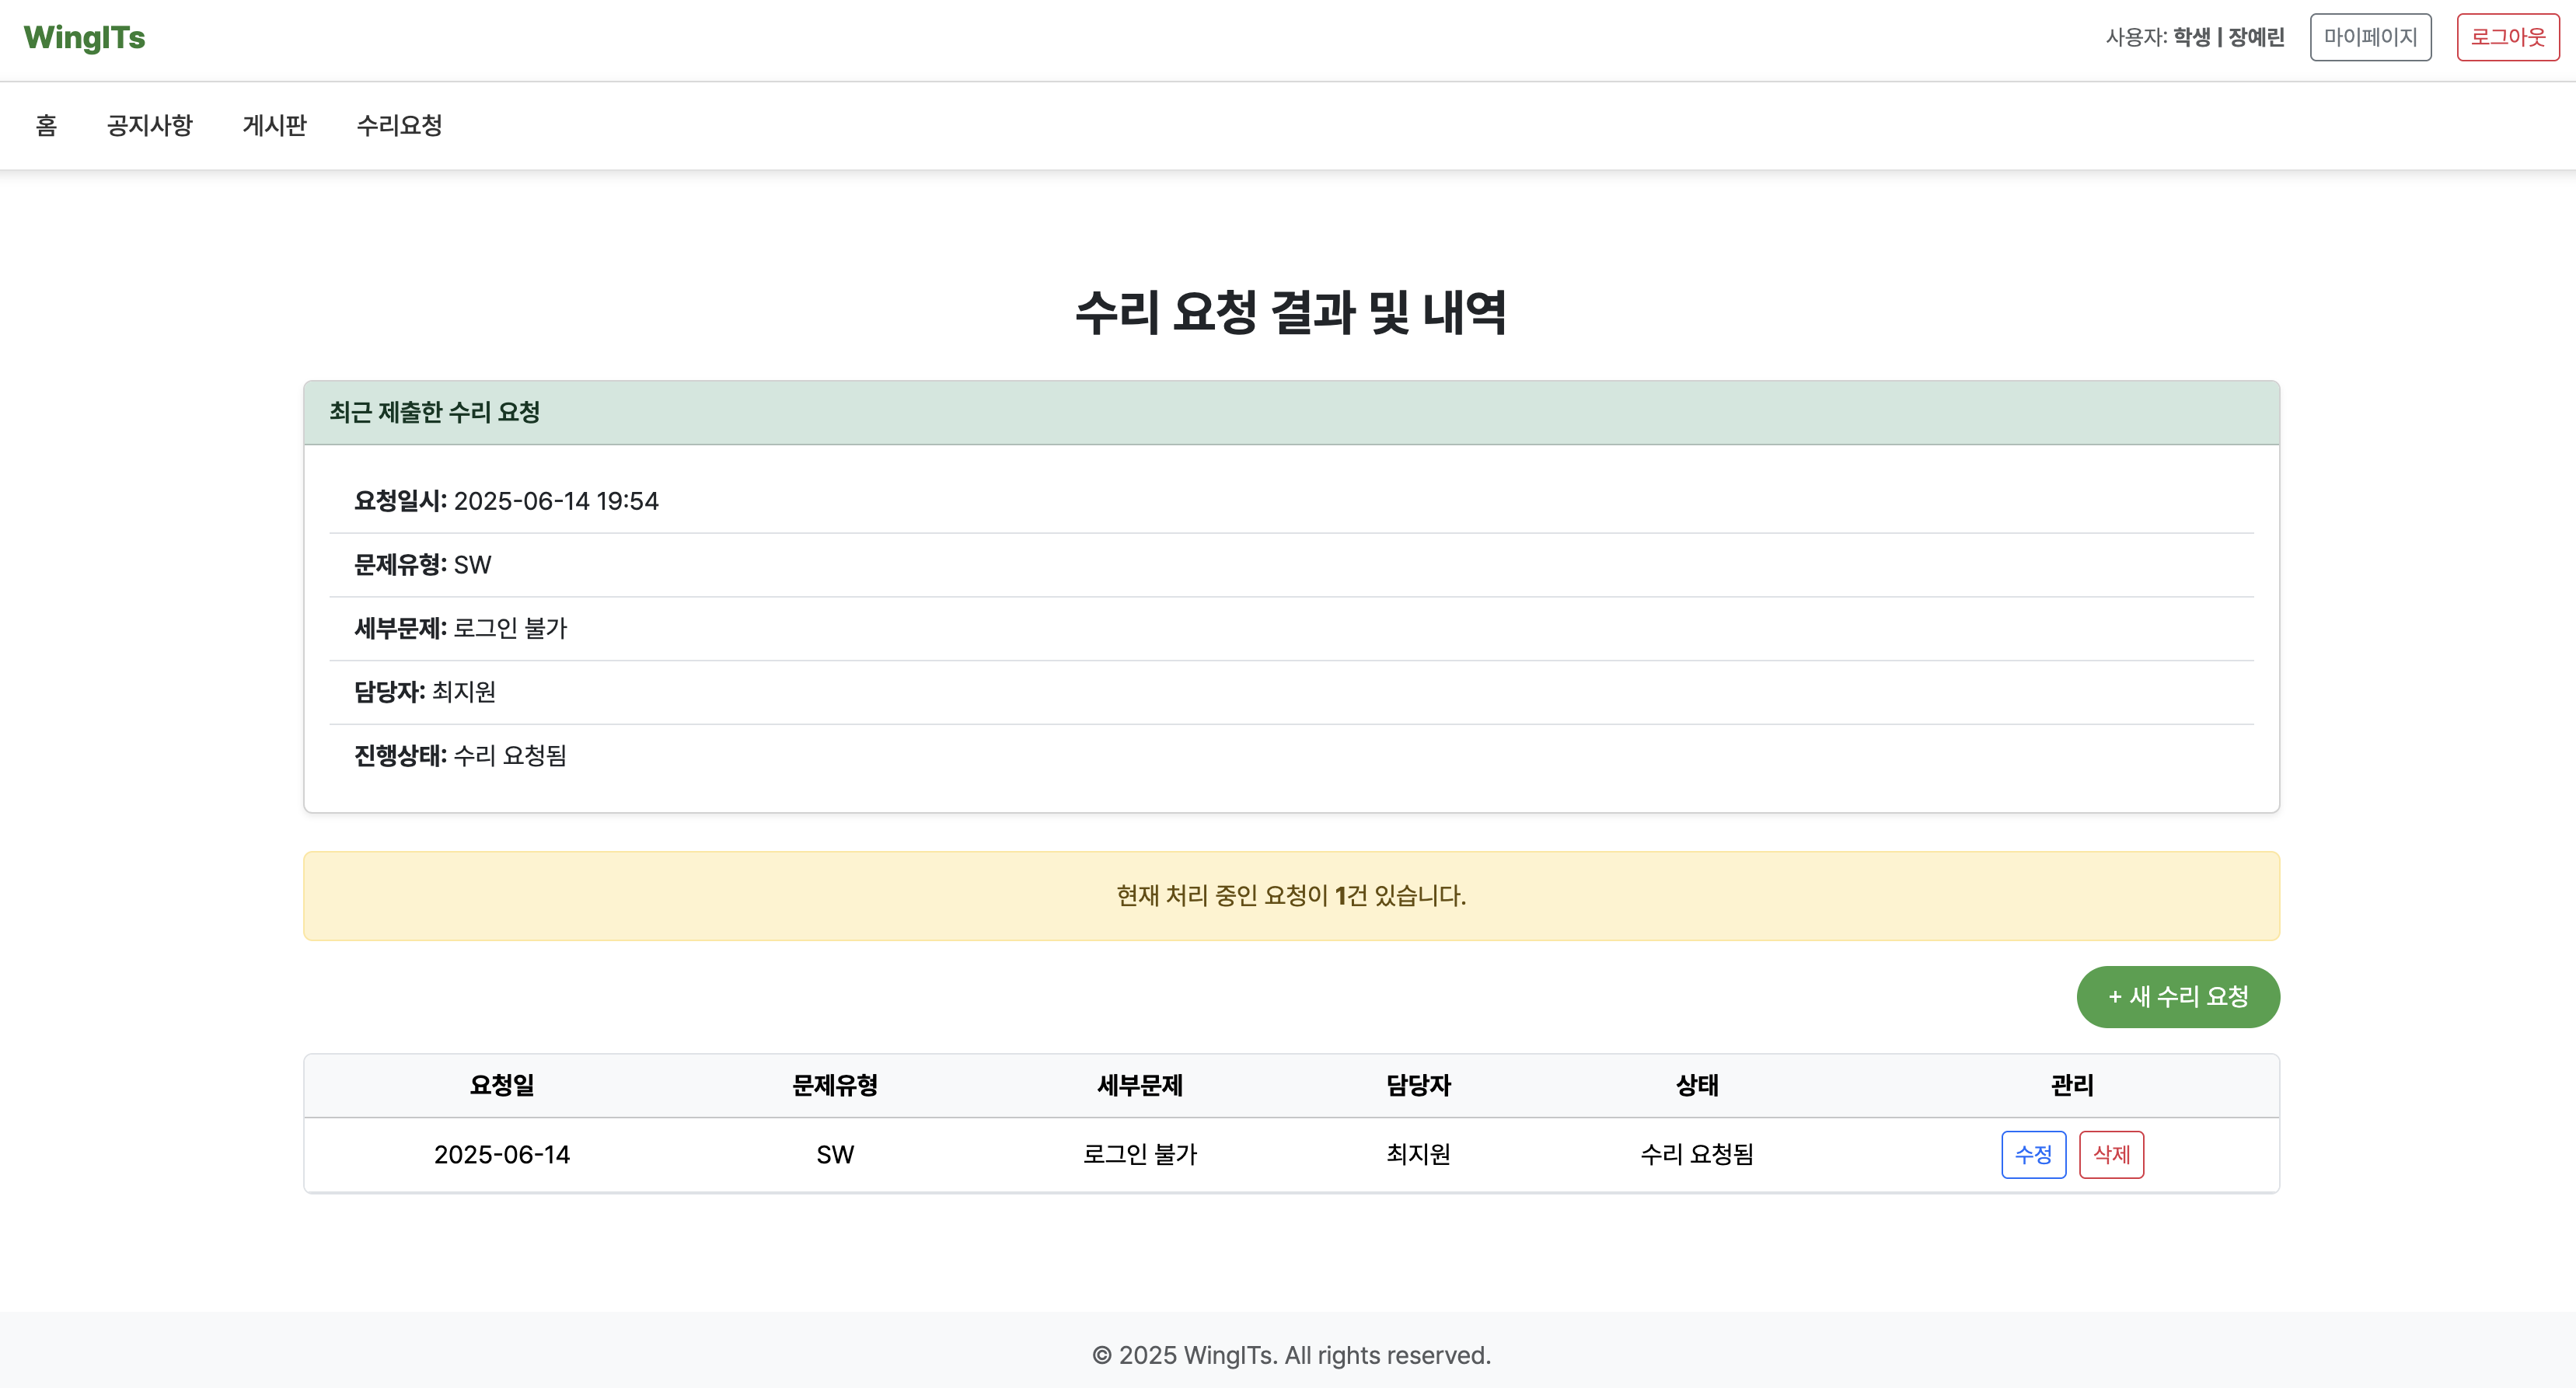 WingITs
사용자: 학생 | 장예린 마이페이지 로그아웃
홈 공지사항 게시판 수리요청
수리 요청 결과 및 내역
최근 제출한 수리 요청
요청일시: 2025-06-14 19:54
문제유형: SW
세부문제: 로그인 불가
담당자: 최지원
진행상태: 수리 요청됨
현재 처리 중인 요청이 1건 있습니다.
+ 새 수리 요청
요청일 문제유형 세부문제 담당자 상태 관리
2025-06-14 SW 로그인 불가 최지원 수리 요청됨 수정 삭제
© 2025 WingITs. All rights reserved.